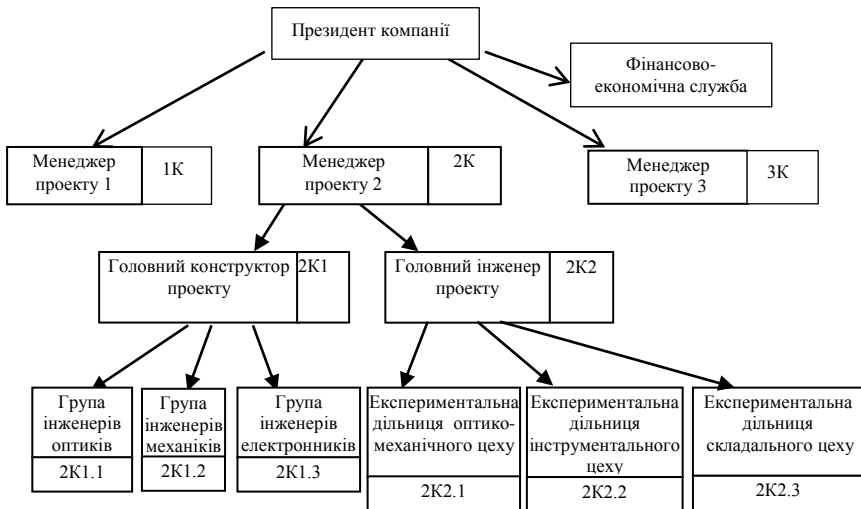 Президент компанії
Фінансово-
економічна служба
Менеджер
проекту 1
1К
Менеджер
проекту 2
2К
Менеджер
проекту 3
3К
Головний конструктор
проекту
2К1
Головний інженер
проекту
2К2
Група
інженерів
оптиків
2К1.1
Група
інженерів
механіків
2К1.2
Група
інженерів
електронників
2К1.3
Експериментальна
дільниця оптико-
механічного цеху
2К2.1
Експериментальна
дільниця
інструментального
цеху
2К2.2
Експериментальна
дільниця
складального цеху
2К2.3